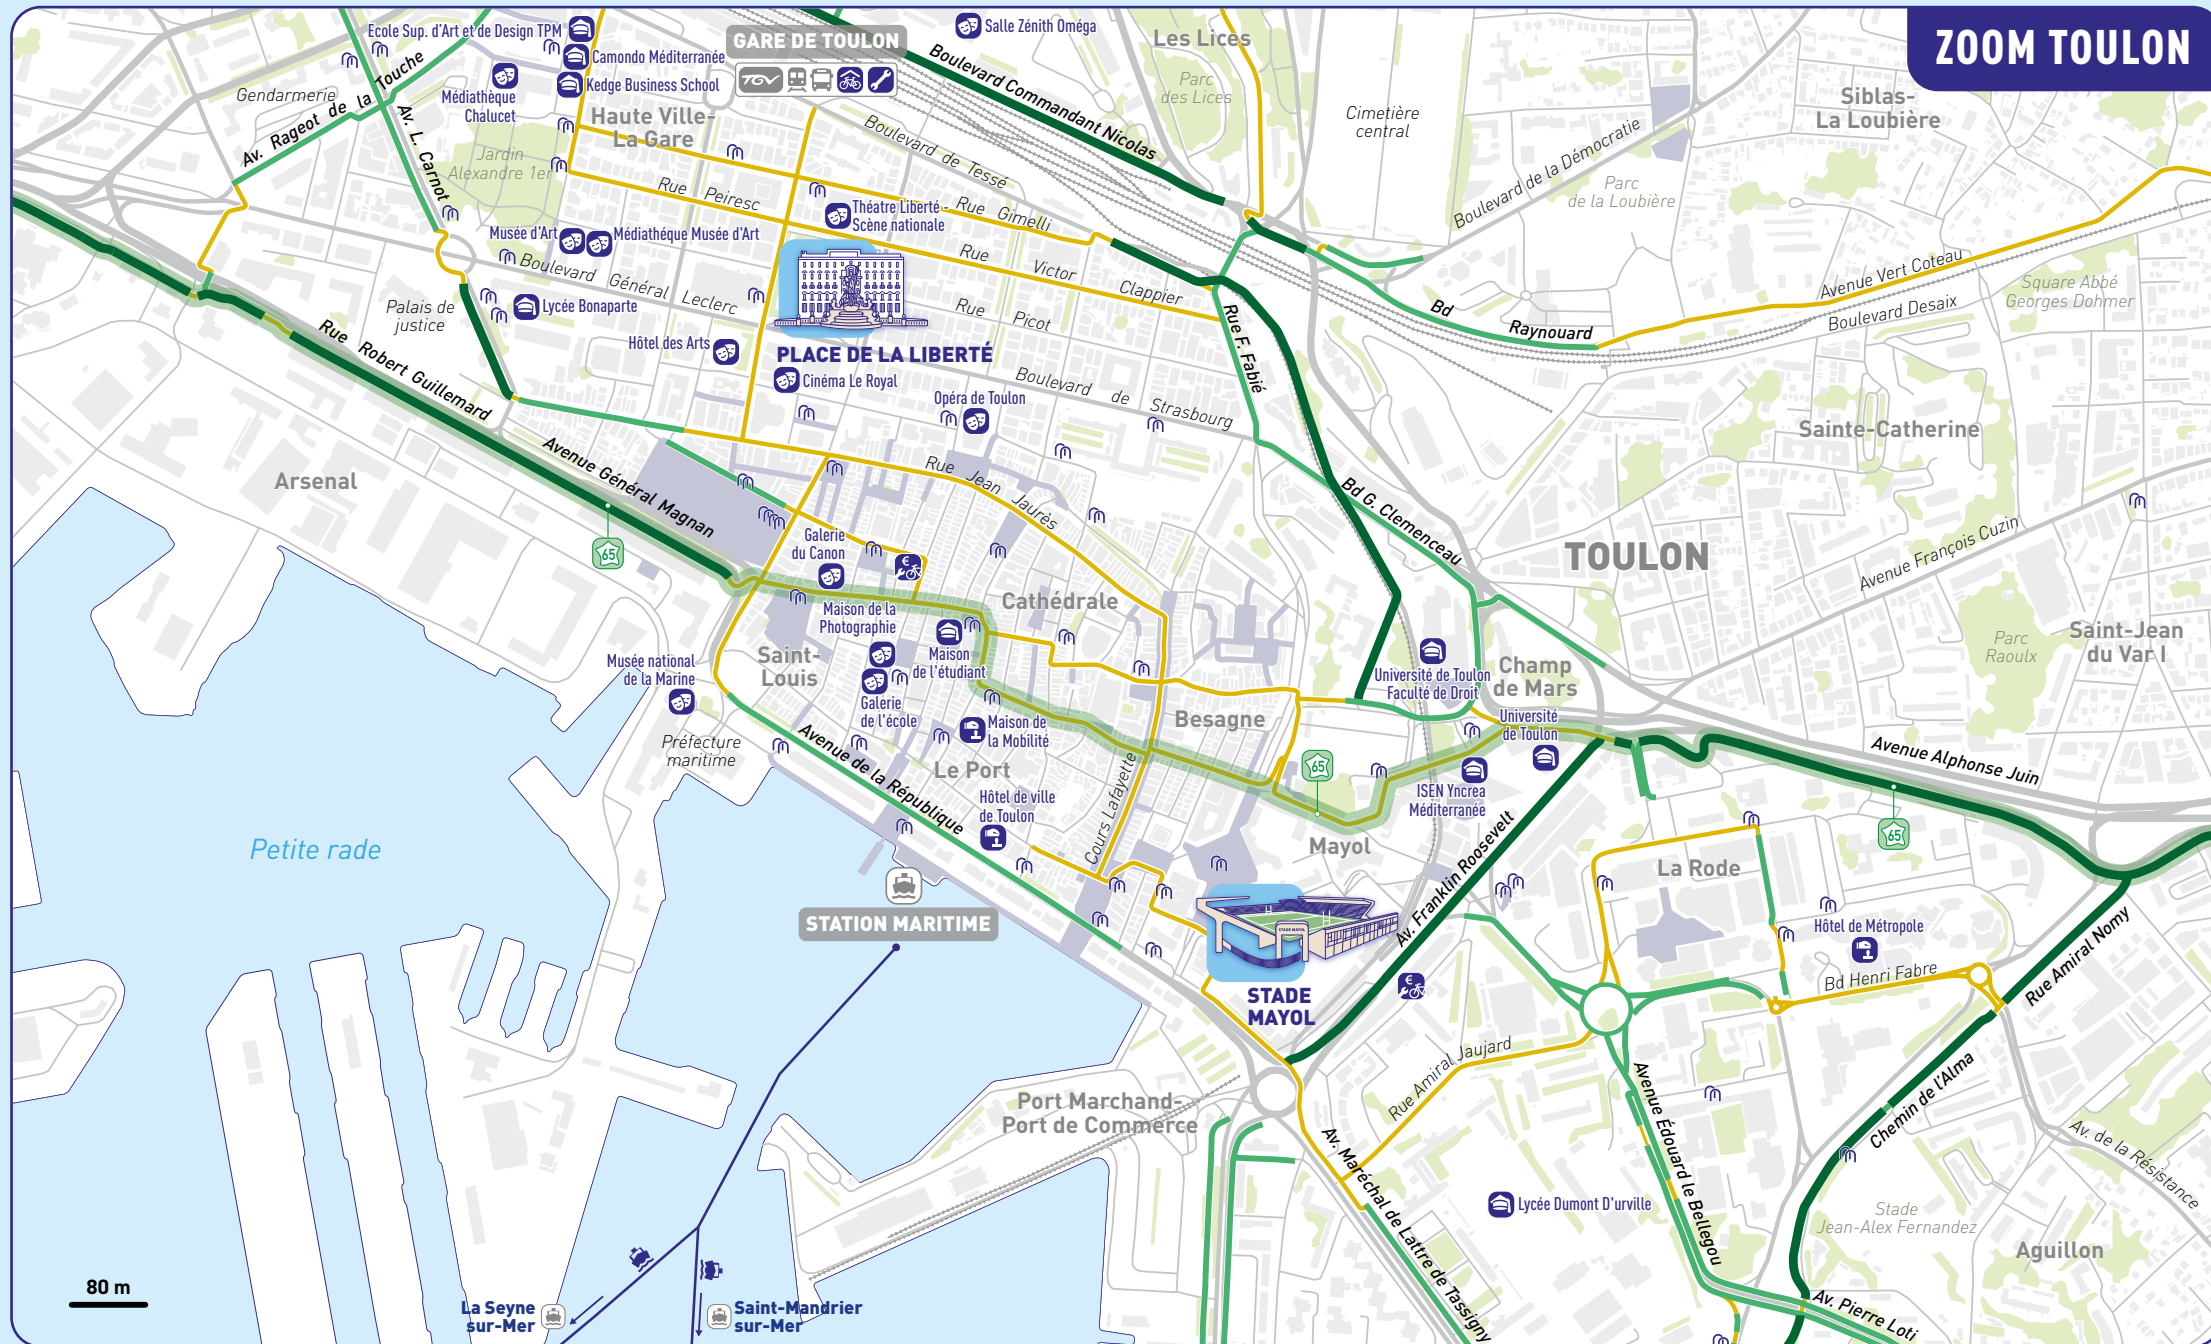 ZOOM TOULON
Ecole Sup. d'Art et de Design TPM
Camondo Méditerranée
Kedge Business School
GARE DE TOULON
TGV
Salle Zénith Oméga
Les Lices
Parc
des Lices
Cimetière
central
Siblas-
La Loubière
Gendarmerie
Av. Rageot de la Touche
Av. L. Carnot
Médiathèque
Chalucet
Haute Ville-
La Gare
Jardin
Alexandre 1er
Boulevard Commandant Nicolas
Boulevard de Tessé
Boulevard de la Démocratie
Parc
de la Loubière
Rue Peiresc
Rue Gimelli
Théatre Liberté -
Scène nationale
Musée d'Art
Médiathéque Musée d'Art
Boulevard Général Leclerc
Rue Victor Clappier
Rue Picot
Palais de
justice
Lycée Bonaparte
Hôtel des Arts
PLACE DE LA LIBERTÉ
Cinéma Le Royal
Opéra de Toulon
Boulevard de Strasbourg
Rue F. Fabié
Bd Raynouard
Avenue Vert Coteau
Boulevard Desaix
Square Abbé
Georges Dohmer
Rue Robert Guillemard
Avenue Général Magnan
Arsenal
65
Rue Jean Jaurès
Bd G. Clemenceau
Sainte-Catherine
TOULON
Avenue François Cuzin
Parc
Raoulx
Saint-Jean
du Var I
Galerie
du Canon
€
Maison de la
Photographie
Cathédrale
Maison
de l'étudiant
Saint-
Louis
Musée national
de la Marine
Préfecture
maritime
Galerie
de l'école
Maison de
la Mobilité
Le Port
Avenue de la République
Hôtel de ville
de Toulon
Cours Lafayette
Besagne
65
Mayol
Université de Toulon
Faculté de Droit
Champ
de Mars
Université
de Toulon
ISEN Yncrea
Méditerranée
Avenue Alphonse Juin
65
Av. Franklin Roosevelt
La Rode
Hôtel de Métropole
Bd Henri Fabre
Rue Amiral Nomy
Petite rade
STATION MARITIME
STADE MAYOL
STADE
MAYOL
€
Rue Amiral Jaujard
Port Marchand-
Port de Commerce
Av. Maréchal de Lattre de Tassigny
Avenue Édouard le Bellegou
Chemin de l'Alma
Av. de la Résistance
Lycée Dumont D'urville
Stade
Jean-Alex Fernandez
Aguillon
Av. Pierre Loti
80 m
La Seyne
sur-Mer
Saint-Mandrier
sur-Mer